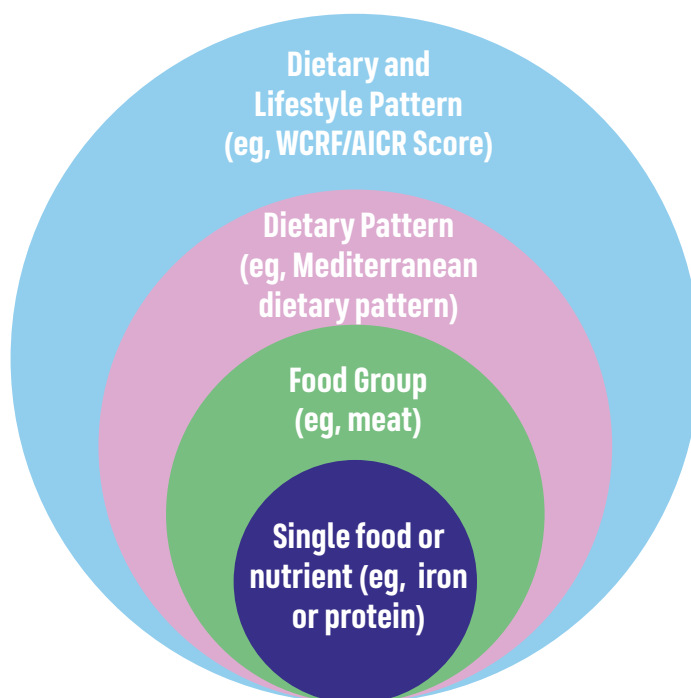 Dietary and
Lifestyle Pattern
(eg, WCRF/AICR Score)
Dietary Pattern
(eg, Mediterranean
dietary pattern)
Food Group
(eg, meat)
Single food or
nutrient (eg, iron
or protein)